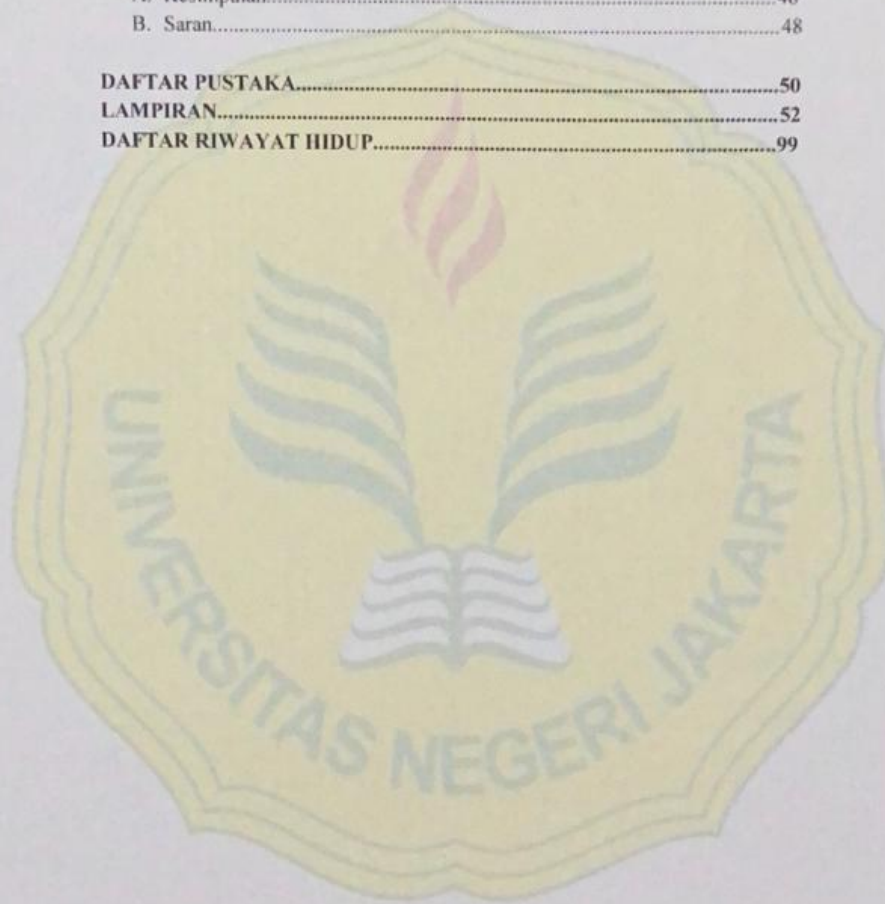 B. Saran..........48
DAFTAR PUSTAKA..........50
LAMPIRAN..........52
DAFTAR RIWAYAT HIDUP..........99
UNIVERSITAS NEGERI JAKARTA